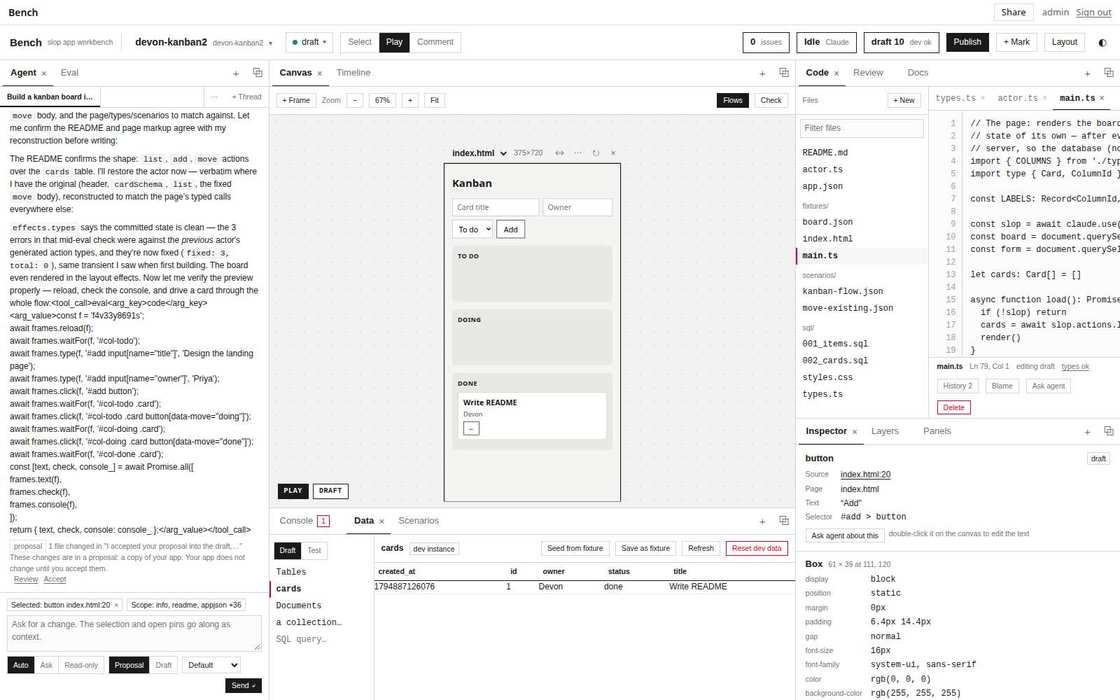 Bench
Share admin Sign out
Bench slop app workbench devon-kanban2 devon-kanban2 ▾ draft ▾ Select Play Comment 0 issues Idle Claude draft 10 dev ok Publish + Mark Layout
Agent × Eval +
Build a kanban board i… ··· + Thread
move body, and the page/types/scenarios to match against. Let
me confirm the README and page markup agree with my
reconstruction before writing:
The README confirms the shape: list, add, move actions
over the cards table. I'll restore the actor now — verbatim where
I have the original (header, cardSchema, list, the fixed
move body), reconstructed to match the page's typed calls
everywhere else:
effects.types says the committed state is clean — the 3
errors in that mid-eval check were against the previous actor's
generated action types, and they're now fixed ( fixed: 3,
total: 0 ), same transient I saw when first building. The board
even rendered in the layout effects. Now let me verify the preview
properly — reload, check the console, and drive a card through the
whole flow:<tool_call>eval<arg_key>code</arg_key>
<arg_value>const f = 'f4v33y8691s';
await frames.reload(f);
await frames.waitFor(f, '#col-todo');
await frames.type(f, '#add input[name="title"]', 'Design the landing
page');
await frames.type(f, '#add input[name="owner"]', 'Priya');
await frames.click(f, '#add button');
await frames.waitFor(f, '#col-todo .card');
await frames.click(f, '#col-todo .card button[data-move="doing"]');
await frames.waitFor(f, '#col-doing .card');
await frames.click(f, '#col-doing .card button[data-move="done"]');
await frames.waitFor(f, '#col-done .card');
const [text, check, console_] = await Promise.all([
frames.text(f),
frames.check(f),
frames.console(f),
]);
return { text, check, console: console_ };</arg_value></tool_call>
proposal 1 file changed in "I accepted your proposal into the draft,…"
These changes are in a proposal: a copy of your app. Your app does not
change until you accept them.
Review Accept
Selected: button index.html:20 × Scope: info, readme, appjson +36
Ask for a change. The selection and open pins go along as
context.
Auto Ask Read-only Proposal Draft Default
Send
Canvas × Timeline +
+ Frame Zoom − 67% + Fit Flows Check
index.html 375×720 ⇔ ··· ↻ ×
Kanban
Card title Owner
To do Add
TO DO
DOING
DONE
Write README
Devon
←
PLAY DRAFT
Console 1 Data × Scenarios +
Draft Test
Tables
cards
Documents
a collection…
SQL query…
cards dev instance Seed from fixture Save as fixture Refresh Reset dev data
created_at id owner status title
1794887126076 1 Devon done Write README
Code × Review Docs +
Files + New
Filter files
README.md
actor.ts
app.json
fixtures/
board.json
index.html
main.ts
scenarios/
kanban-flow.json
move-existing.json
sql/
001_items.sql
002_cards.sql
styles.css
types.ts
types.ts × actor.ts × main.ts ×
1 // The page: renders the board
2 // state of its own — after ev
3 // server, so the database (no
4 import { COLUMNS } from './typ
5 import type { Card, ColumnId }
6
7 const LABELS: Record<ColumnId,
8
9 const slop = await claude.use(
10 const board = document.querySe
11 const form = document.querySel
12
13 let cards: Card[] = []
14
15 async function load(): Promise
16 if (!slop) return
17 cards = await slop.actions.l
18 render()
19 }
main.ts Ln 79, Col 1 editing draft types ok
History 2 Blame Ask agent
Delete
Inspector × Layers Panels +
button draft
Source index.html:20
Page index.html
Text “Add”
Selector #add > button
Ask agent about this double-click it on the canvas to edit the text
Box 61 × 39 at 111, 120
display block
position static
margin 0px
padding 6.4px 14.4px
gap normal
font-size 16px
font-family system-ui, sans-serif
color rgb(0, 0, 0)
background-color rgb(255, 255, 255)